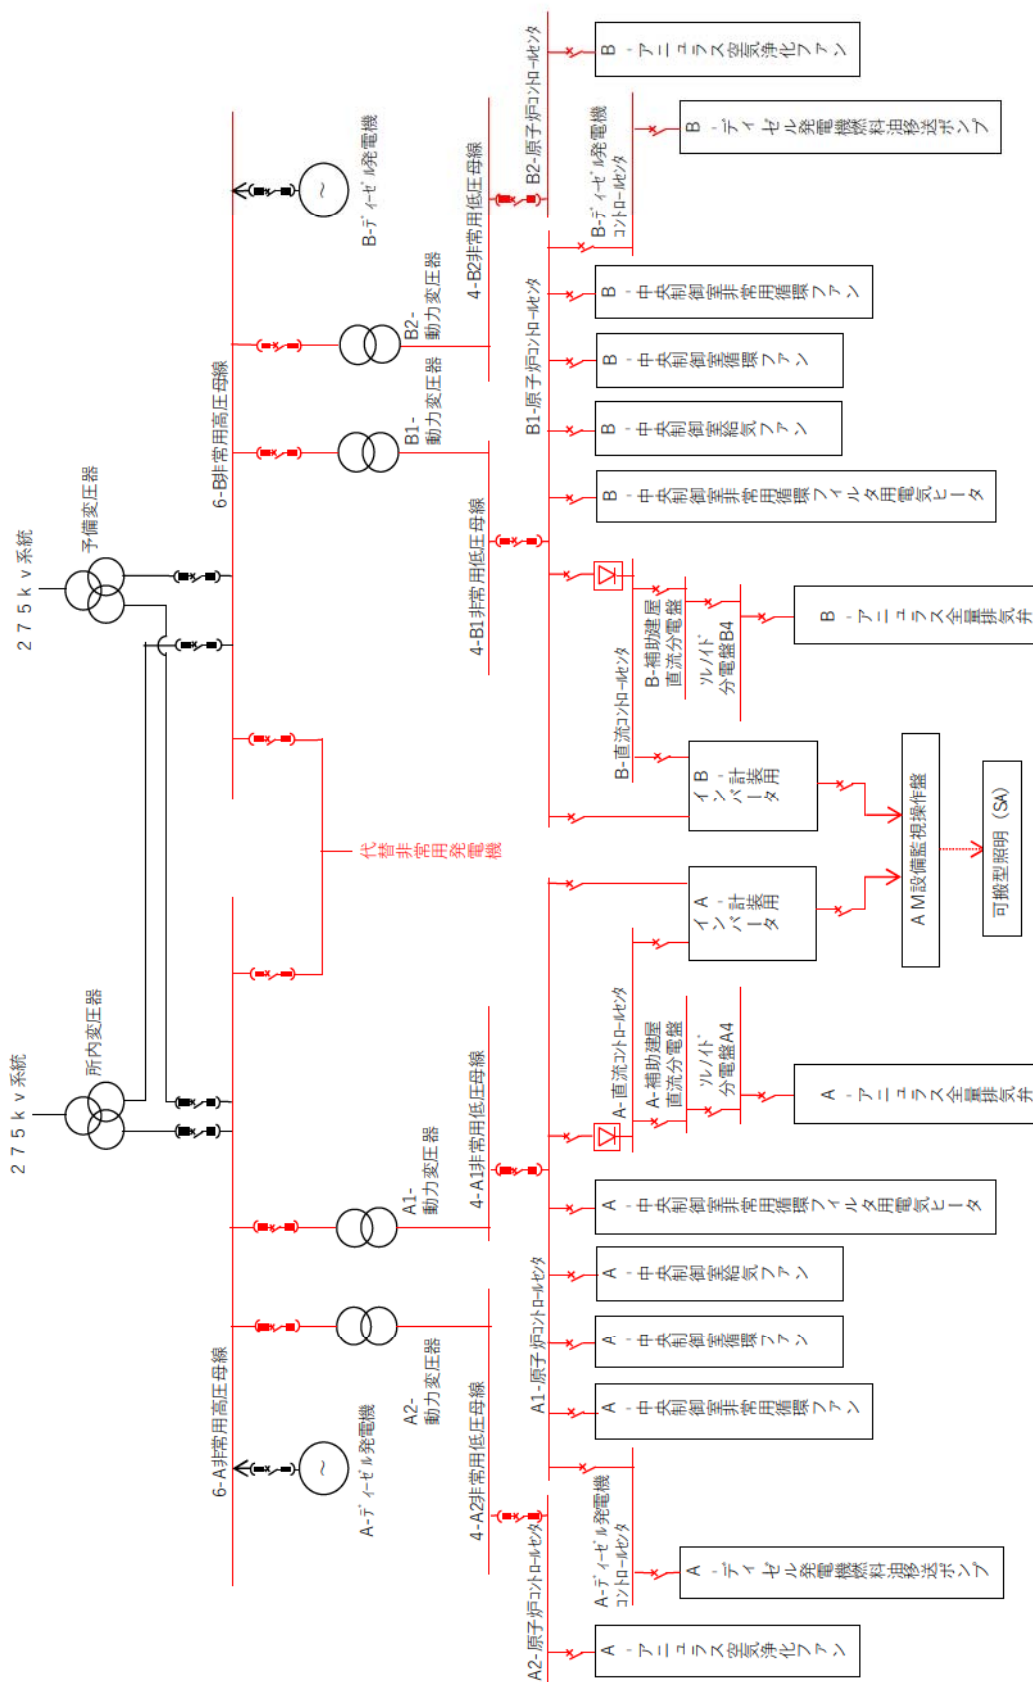 275kv系統
所内変圧器
275kv系統
予備変圧器
6-A非常用高圧母線
6-B非常用高圧母線
A-ディーゼル発電機
B-ディーゼル発電機
代替非常用発電機
A2-
動力変圧器
A1-
動力変圧器
B1-
動力変圧器
B2-
動力変圧器
4-A2非常用低圧母線
4-A1非常用低圧母線
4-B1非常用低圧母線
4-B2非常用低圧母線
A2-原子炉コントロールセンタ
A1-原子炉コントロールセンタ
B1-原子炉コントロールセンタ
B2-原子炉コントロールセンタ
A-ディーゼル発電機
コントロールセンタ
B-ディーゼル発電機
コントロールセンタ
A-直流コントロールセンタ
B-直流コントロールセンタ
A-補助建屋
直流分電盤
B-補助建屋
直流分電盤
ソレノイド
分電盤A4
ソレノイド
分電盤B4
A-アニュラス空気浄化ファン
A-ディゼル発電機燃料油移送ポンプ
A-中央制御室非常用循環ファン
A-中央制御室循環ファン
A-中央制御室給気ファン
A-中央制御室非常用循環フィルタ用電気ヒータ
A-アニュラス全量排気弁
A-計装用
インバータ
B-計装用
インバータ
AM設備監視操作盤
可搬型照明(SA)
B-アニュラス全量排気弁
B-中央制御室非常用循環フィルタ用電気ヒータ
B-中央制御室給気ファン
B-中央制御室循環ファン
B-中央制御室非常用循環ファン
B-ディゼル発電機燃料油移送ポンプ
B-アニュラス空気浄化ファン